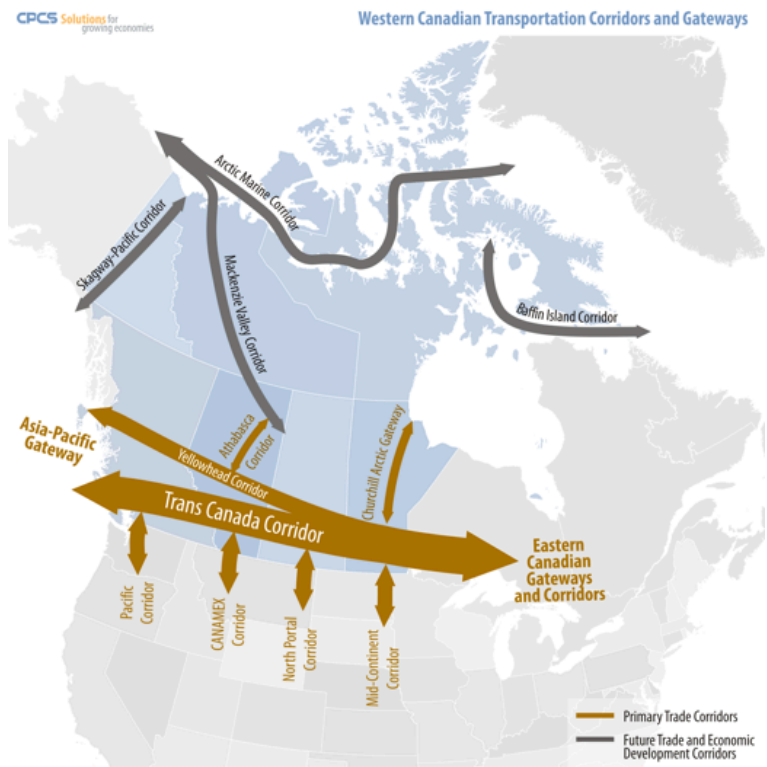 CPCS Solutions for
growing economies
Western Canadian Transportation Corridors and Gateways
Arctic Marine Corridor
Skagway-Pacific Corridor
Mackenzie Valley Corridor
Baffin Island Corridor
Asia-Pacific
Gateway
Athabasca
Corridor
Yellowhead Corridor
Churchill Arctic Gateway
Trans Canada Corridor
Eastern
Canadian
Gateways
and Corridors
Pacific
Corridor
CANAMEX
Corridor
North Portal
Corridor
Mid-Continent
Corridor
Primary Trade Corridors
Future Trade and Economic
Development Corridors